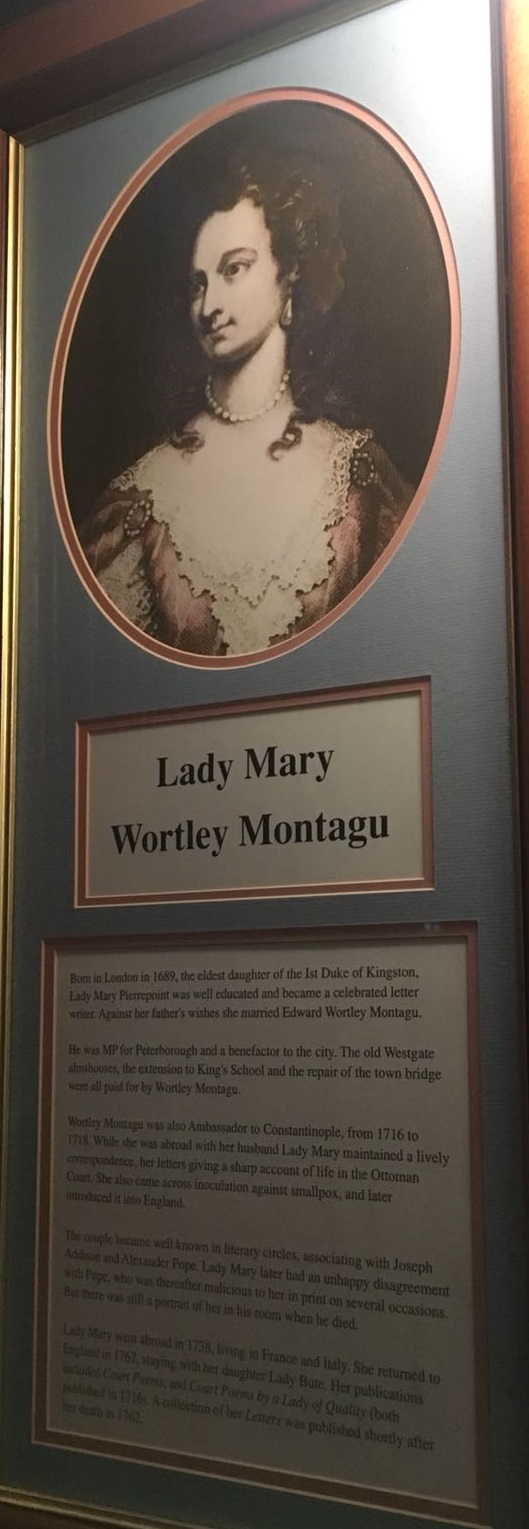 Lady Mary
Wortley Montagu
Born in London in 1689, the eldest daughter of the Ist Duke of Kingston,
Lady Mary Pierrepoint was well educated and became a celebrated letter
writer. Against her father's wishes she married Edward Wortley Montagu.
He was MP for Peterborough and a benefactor to the city. The old Westgate
almshouses, the extension to King's School and the repair of the town bridge
were all paid for by Wortley Montagu.
Wortley Montagu was also Ambassador to Constantinople, from 1716 to
1718. While she was abroad with her husband Lady Mary maintained a lively
correspondence, her letters giving a sharp account of life in the Ottoman
Court. She also came across inoculation against smallpox, and later
introduced it into England.
The couple became well known in literary circles, associating with Joseph
Addison and Alexander Pope. Lady Mary later had an unhappy disagreement
with Pope, who was thereafter malicious to her in print on several occasions.
But there was still a portrait of her in his room when he died.
Lady Mary went abroad in 1738, living in France and Italy. She returned to
England in 1762, staying with her daughter Lady Bute. Her publications
included Court Poems, and Court Poems by a Lady of Quality (both
published in 1716). A collection of her Letters was published shortly after
her death in 1762.